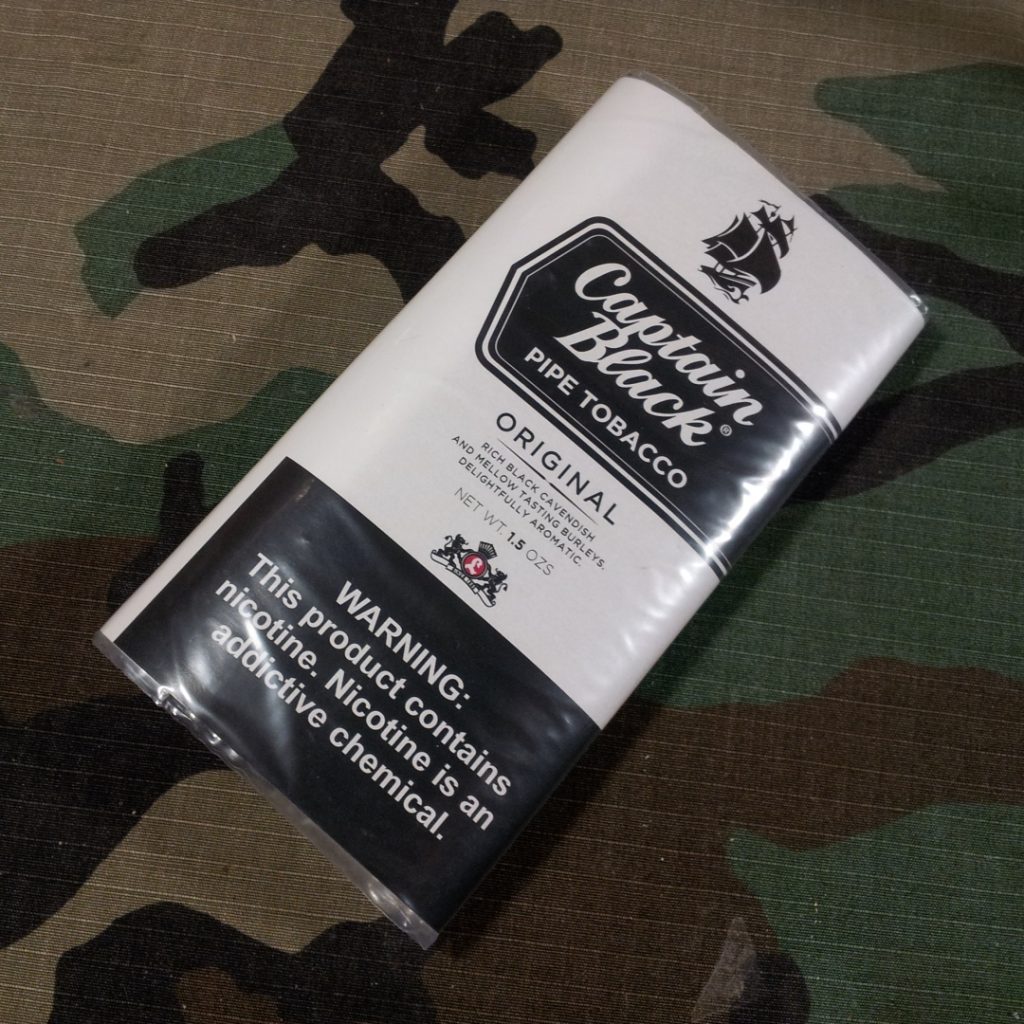 Captain
Black®
PIPE TOBACCO
ORIGINAL
RICH BLACK CAVENDISH
AND MELLOW TASTING BURLEYS.
DELIGHTFULLY AROMATIC.
NET WT. 1.5 OZS
WARNING:
This product contains
nicotine. Nicotine is an
addictive chemical.